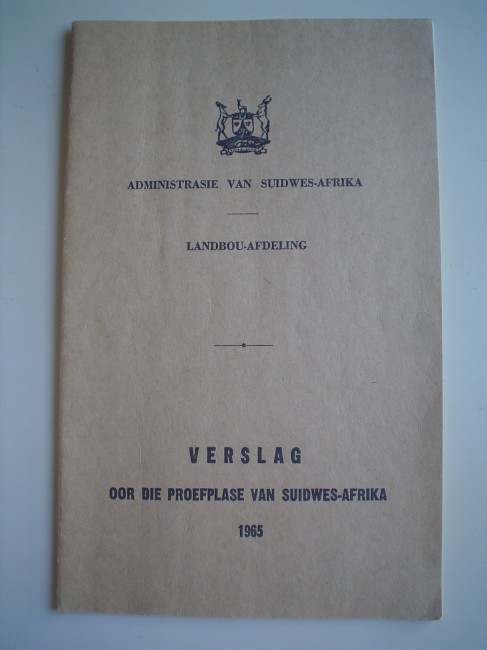 ADMINISTRASIE VAN SUIDWES-AFRIKA
LANDBOU-AFDELING
VERSLAG
OOR DIE PROEFPLASE VAN SUIDWES-AFRIKA
1965